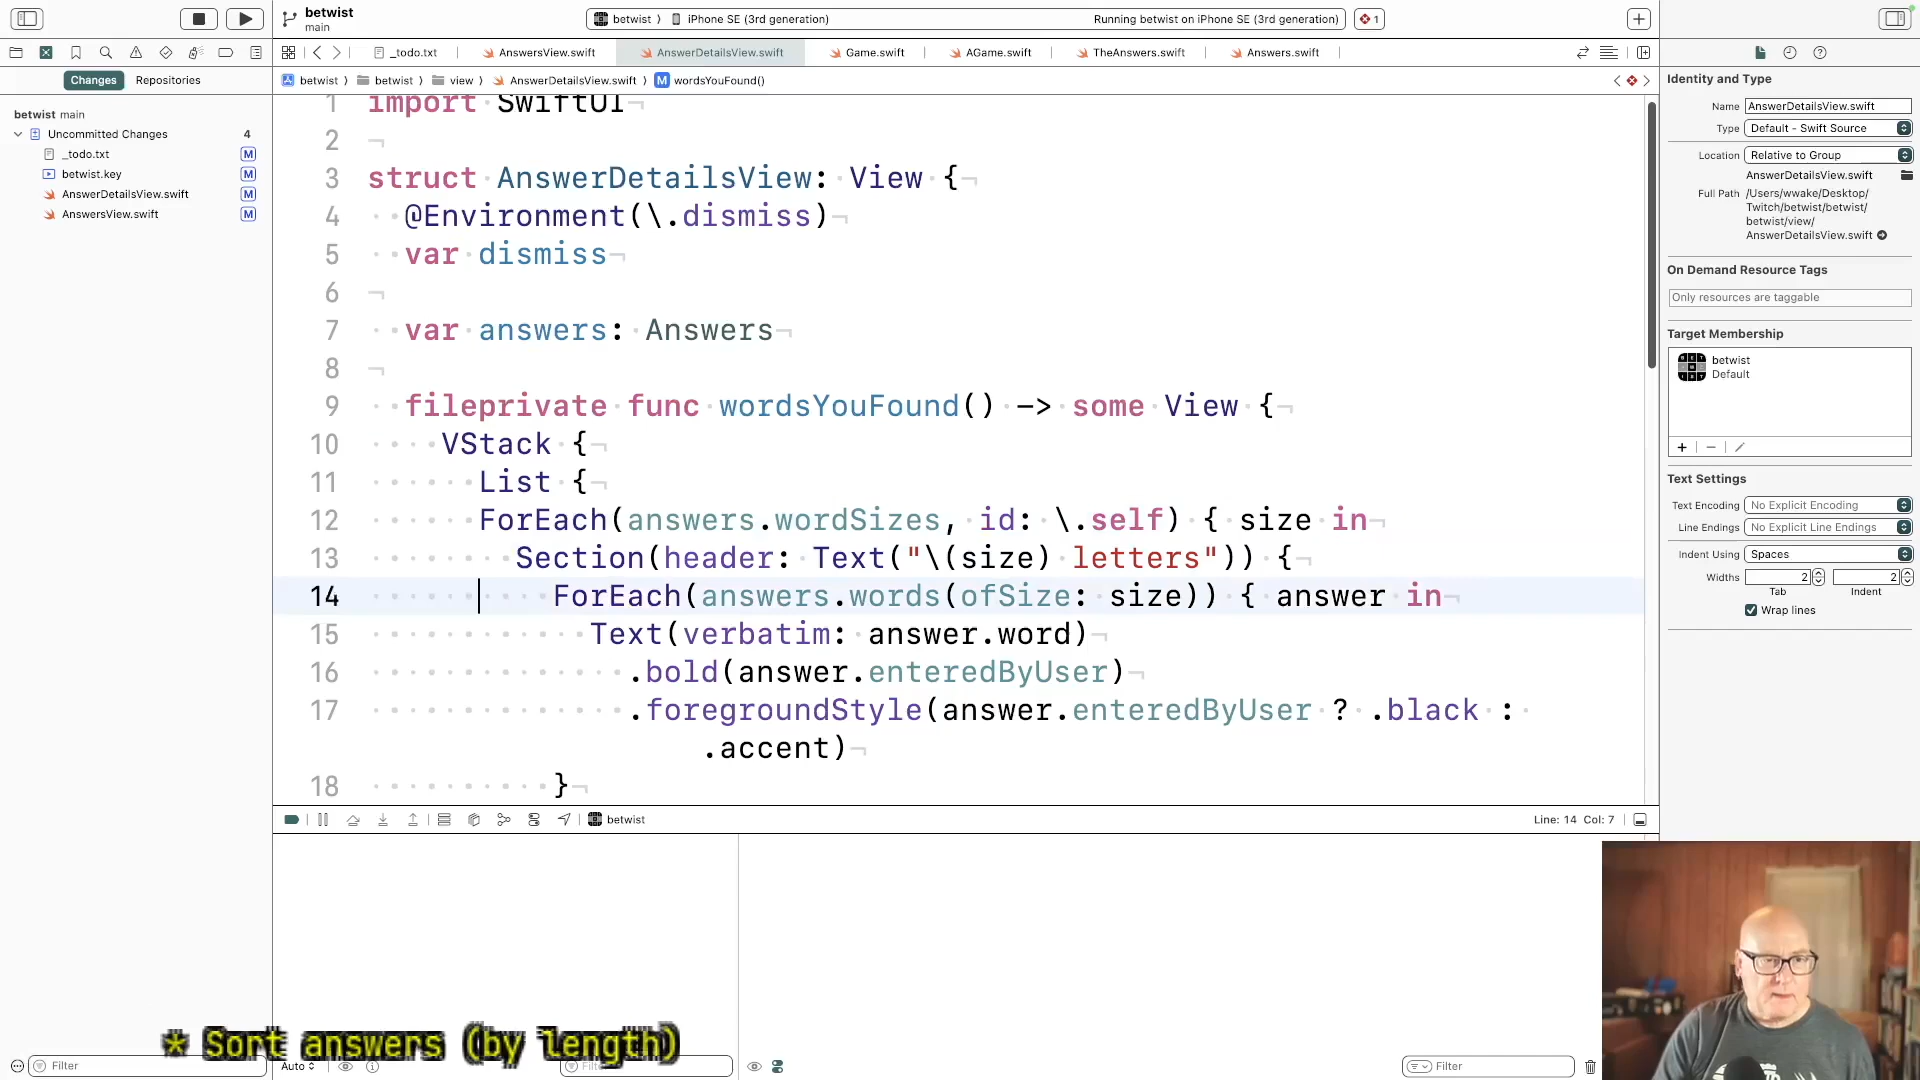 betwist
main
betwist 〉 iPhone SE (3rd generation)
Running betwist on iPhone SE (3rd generation)
1
_todo.txt
AnswersView.swift
AnswerDetailsView.swift
Game.swift
AGame.swift
TheAnswers.swift
Answers.swift
Changes
Repositories
betwist 〉 betwist 〉 view 〉 AnswerDetailsView.swift 〉 M wordsYouFound()
betwist main
Uncommitted Changes 4
_todo.txt M
betwist.key M
AnswerDetailsView.swift M
AnswersView.swift M
1 import SwiftUI
2
3 struct AnswerDetailsView: View {
4 @Environment(\.dismiss)
5 var dismiss
6
7 var answers: Answers
8
9 fileprivate func wordsYouFound() -> some View {
10 VStack {
11 List {
12 ForEach(answers.wordSizes, id: \.self) { size in
13 Section(header: Text("\(size) letters")) {
14 ForEach(answers.words(ofSize: size)) { answer in
15 Text(verbatim: answer.word)
16 .bold(answer.enteredByUser)
17 .foregroundStyle(answer.enteredByUser ? .black :
.accent)
18 }
betwist
Line: 14 Col: 7
Identity and Type
Name AnswerDetailsView.swift
Type Default - Swift Source
Location Relative to Group
AnswerDetailsView.swift
Full Path /Users/wwake/Desktop/
Twitch/betwist/betwist/
betwist/view/
AnswerDetailsView.swift
On Demand Resource Tags
Only resources are taggable
Target Membership
betwist
Default
Text Settings
Text Encoding No Explicit Encoding
Line Endings No Explicit Line Endings
Indent Using Spaces
Widths 2 2
Tab Indent
Wrap lines
* Sort answers (by length)
Filter
Auto
Filter